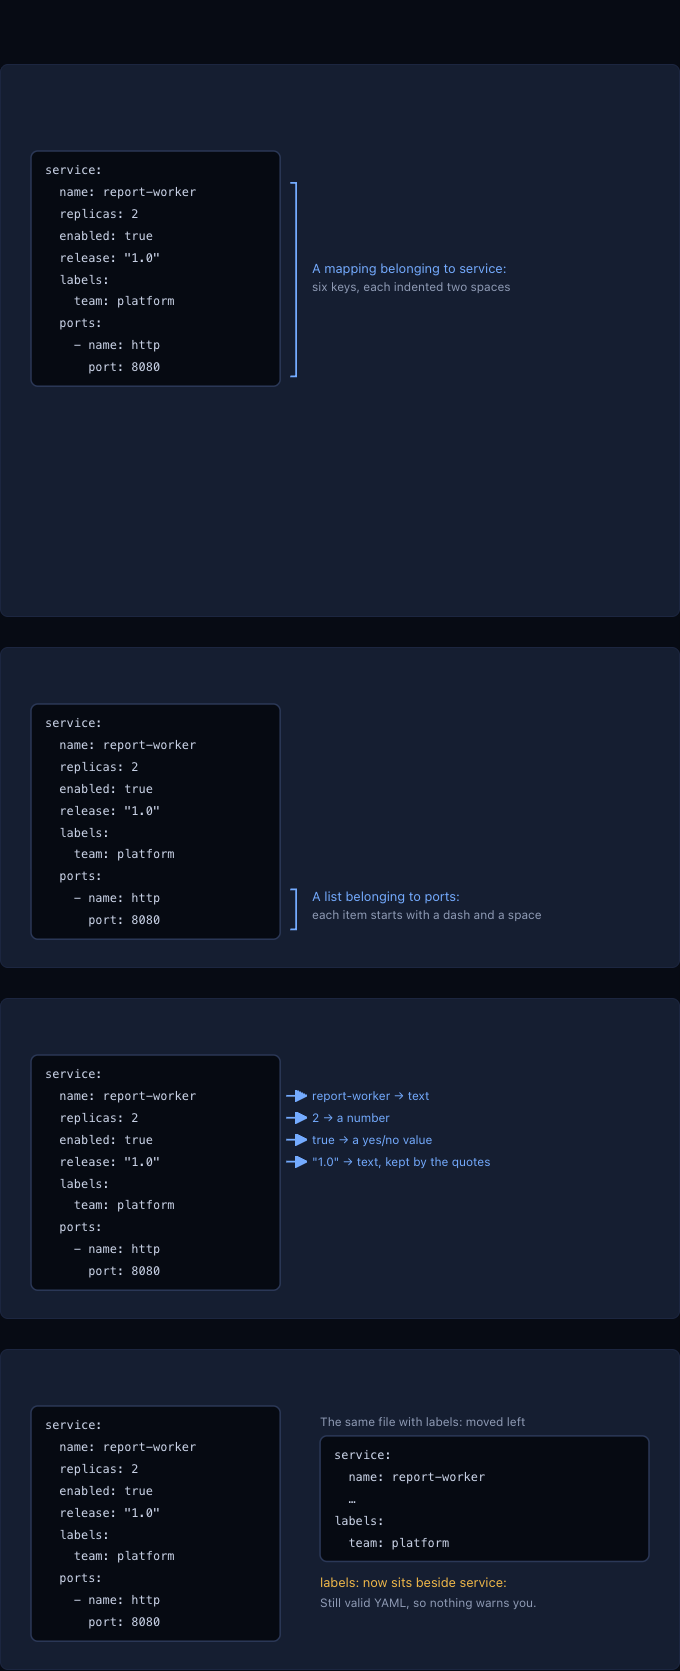 service:
  name: report-worker
  replicas: 2
  enabled: true
  release: "1.0"
  labels:
    team: platform
  ports:
    - name: http
      port: 8080
A mapping belonging to service:
six keys, each indented two spaces
service:
  name: report-worker
  replicas: 2
  enabled: true
  release: "1.0"
  labels:
    team: platform
  ports:
    - name: http
      port: 8080
A list belonging to ports:
each item starts with a dash and a space
service:
  name: report-worker
  replicas: 2
  enabled: true
  release: "1.0"
  labels:
    team: platform
  ports:
    - name: http
      port: 8080
report-worker → text
2 → a number
true → a yes/no value
"1.0" → text, kept by the quotes
service:
  name: report-worker
  replicas: 2
  enabled: true
  release: "1.0"
  labels:
    team: platform
  ports:
    - name: http
      port: 8080
The same file with labels: moved left
service:
  name: report-worker
  …
labels:
  team: platform
labels: now sits beside service:
Still valid YAML, so nothing warns you.